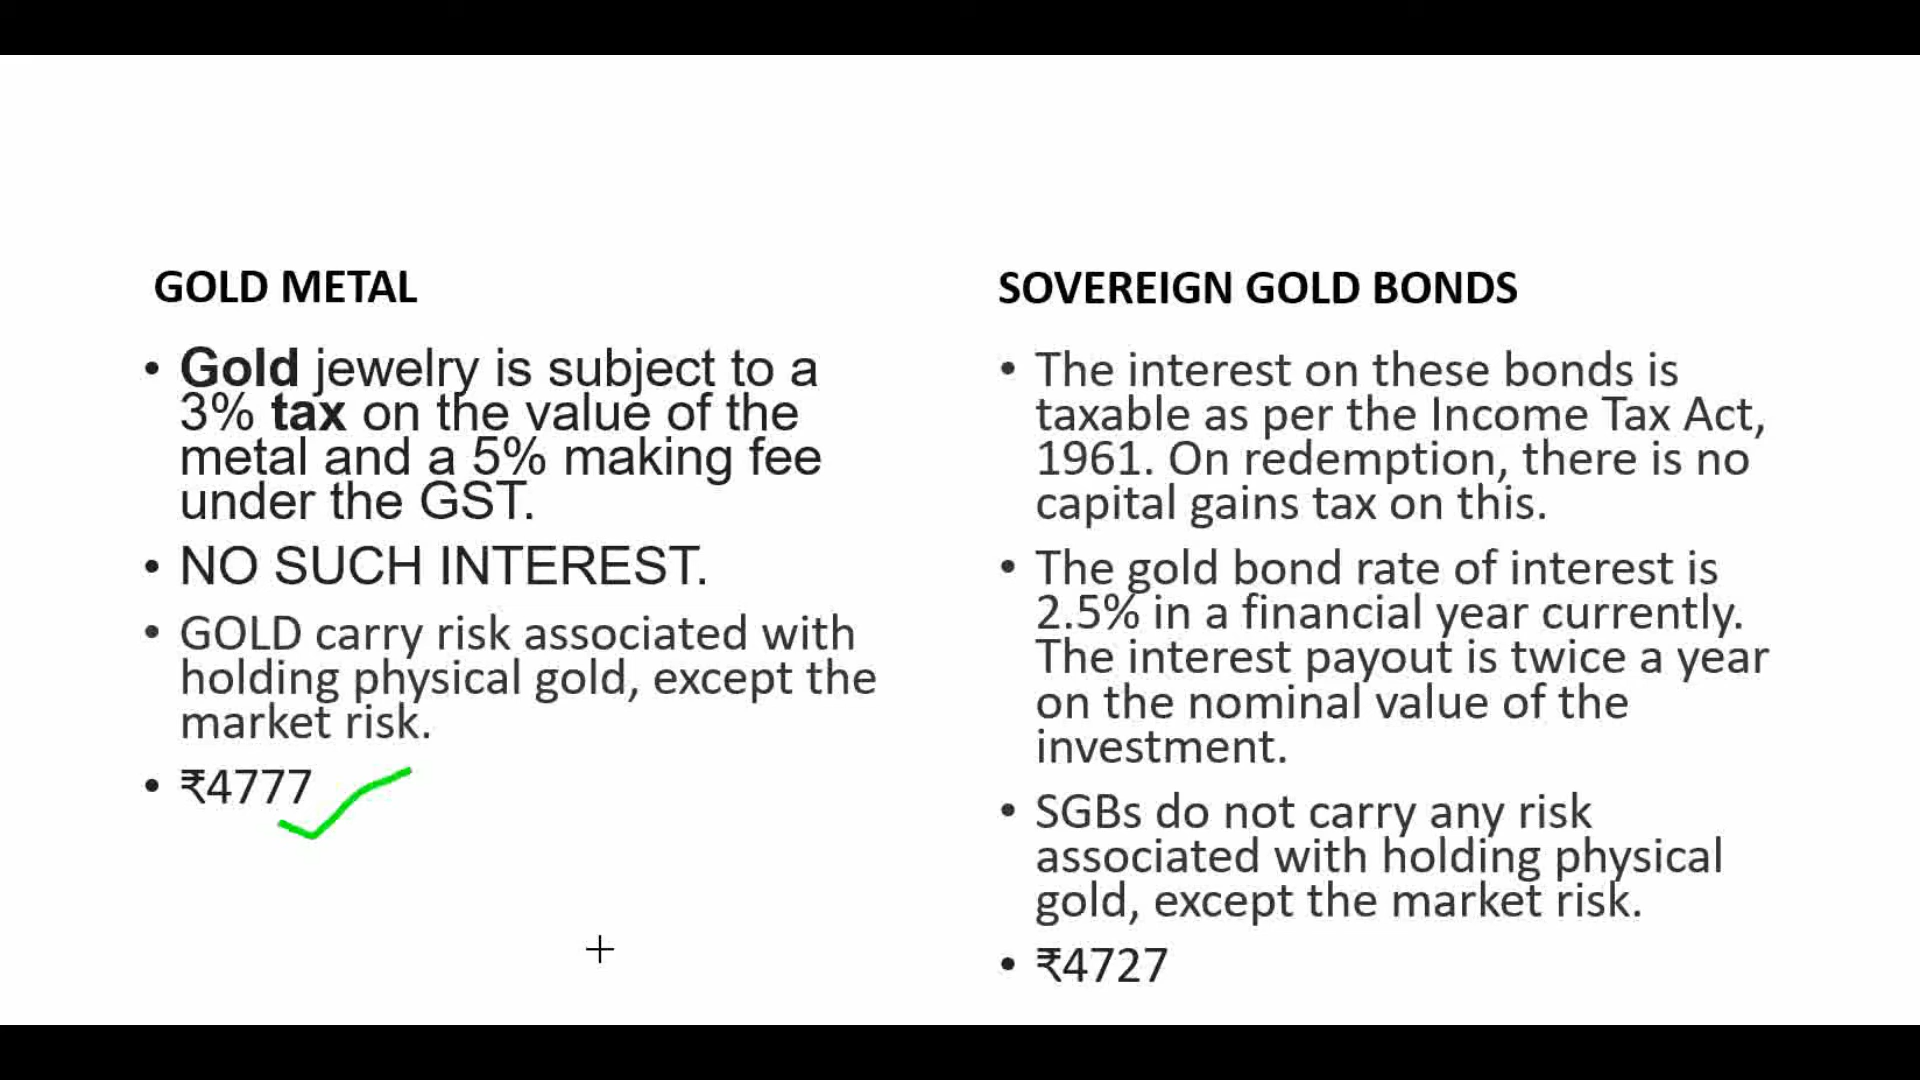 GOLD METAL
• Gold jewelry is subject to a
3% tax on the value of the
metal and a 5% making fee
under the GST.
• NO SUCH INTEREST.
• GOLD carry risk associated with
holding physical gold, except the
market risk.
• ₹4777
SOVEREIGN GOLD BONDS
• The interest on these bonds is
taxable as per the Income Tax Act,
1961. On redemption, there is no
capital gains tax on this.
• The gold bond rate of interest is
2.5% in a financial year currently.
The interest payout is twice a year
on the nominal value of the
investment.
• SGBs do not carry any risk
associated with holding physical
gold, except the market risk.
• ₹4727